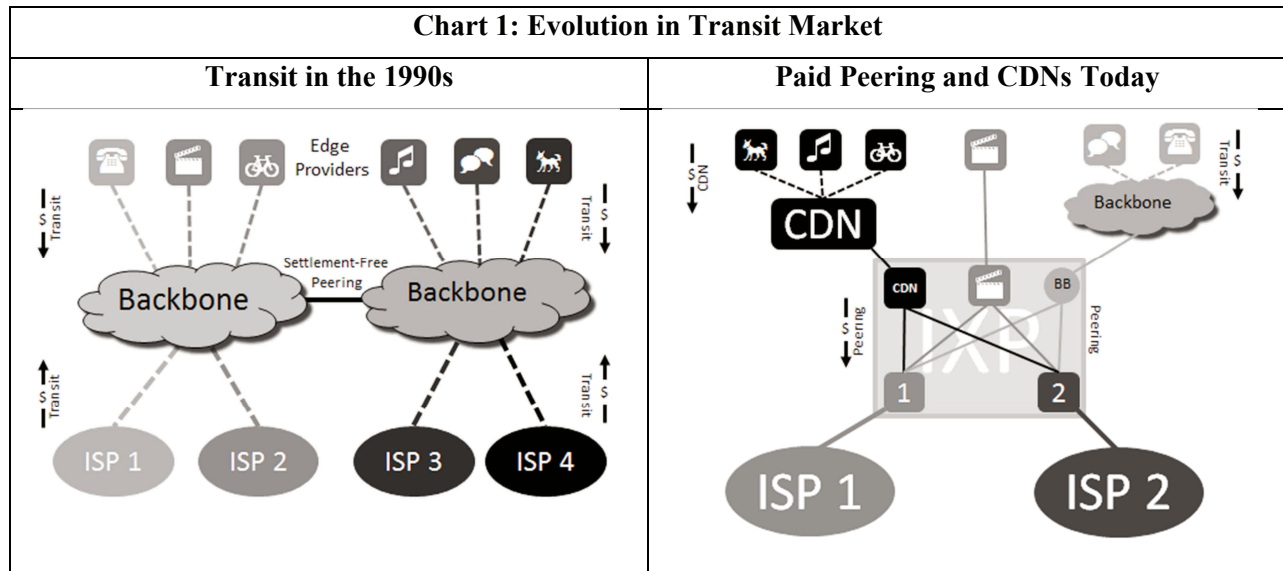 Chart 1: Evolution in Transit Market
Transit in the 1990s
Edge
Providers
$
Transit
$
Transit
Settlement-Free
Peering
Backbone
Backbone
$
Transit
$
Transit
ISP 1
ISP 2
ISP 3
ISP 4
Paid Peering and CDNs Today
$
CDN
$
Transit
CDN
Backbone
CDN
BB
IXP
$
Peering
Peering
1
2
ISP 1
ISP 2